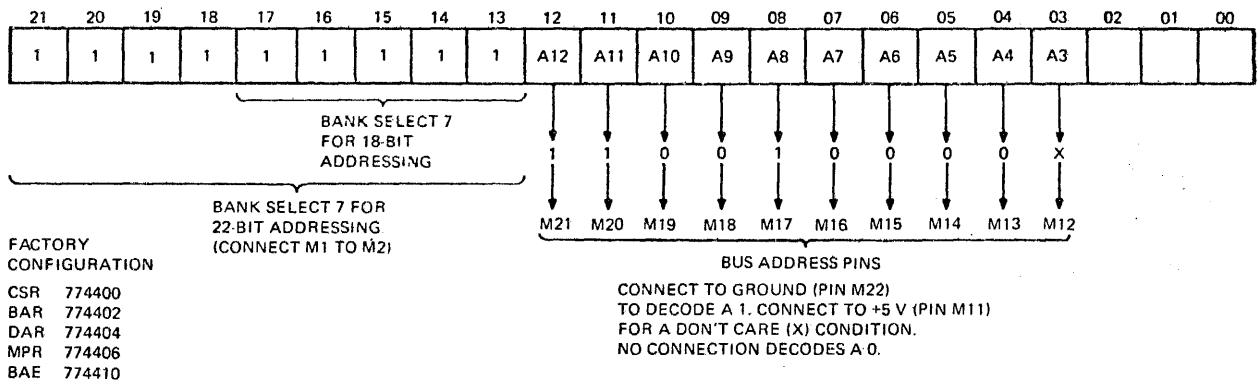 21 20 19 18 17 16 15 14 13 12 11 10 09 08 07 06 05 04 03 02 01 00
1 1 1 1 1 1 1 1 1 A12 A11 A10 A9 A8 A7 A6 A5 A4 A3
BANK SELECT 7
FOR 18-BIT
ADDRESSING
1 1 0 0 1 0 0 0 0 X
BANK SELECT 7 FOR
22-BIT ADDRESSING
(CONNECT M1 TO M2)
M21 M20 M19 M18 M17 M16 M15 M14 M13 M12
BUS ADDRESS PINS
CONNECT TO GROUND (PIN M22)
TO DECODE A 1. CONNECT TO +5 V (PIN M11)
FOR A DON'T CARE (X) CONDITION.
NO CONNECTION DECODES A 0.
FACTORY
CONFIGURATION
CSR 774400
BAR 774402
DAR 774404
MPR 774406
BAE 774410